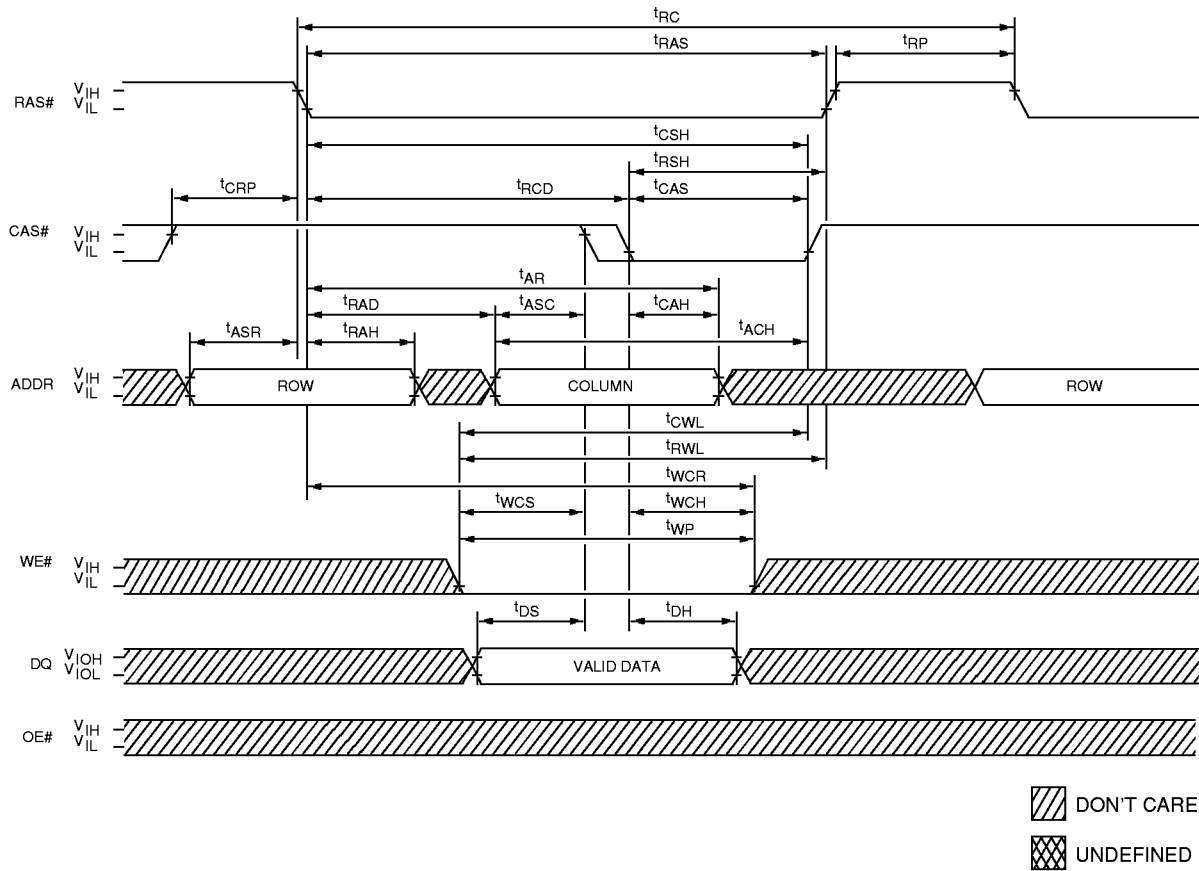 tRC
tRAS
tRP
RAS# VIH
VIL
tCSH
tRSH
tCRP
tRCD
tCAS
CAS# VIH
VIL
tAR
tRAD
tASC
tCAH
tASR
tRAH
tACH
ADDR VIH
VIL
ROW
COLUMN
ROW
tCWL
tRWL
tWCR
tWCS
tWCH
tWP
WE# VIH
VIL
tDS
tDH
DQ VIOH
VIOL
VALID DATA
OE# VIH
VIL
DON'T CARE
UNDEFINED